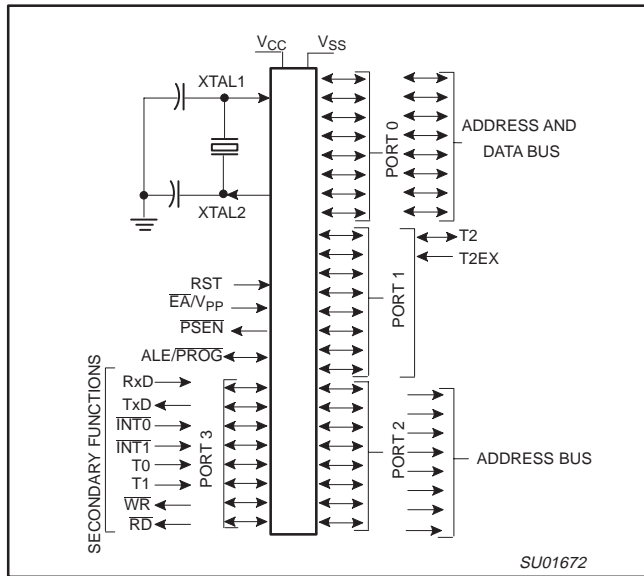 VCC VSS
XTAL1
XTAL2
PORT 0
ADDRESS AND
DATA BUS
T2
T2EX
PORT 1
RST
EA/VPP
PSEN
ALE/PROG
SECONDARY FUNCTIONS
RxD
TxD
INT0
INT1
T0
T1
WR
RD
PORT 3
PORT 2
ADDRESS BUS
SU01672